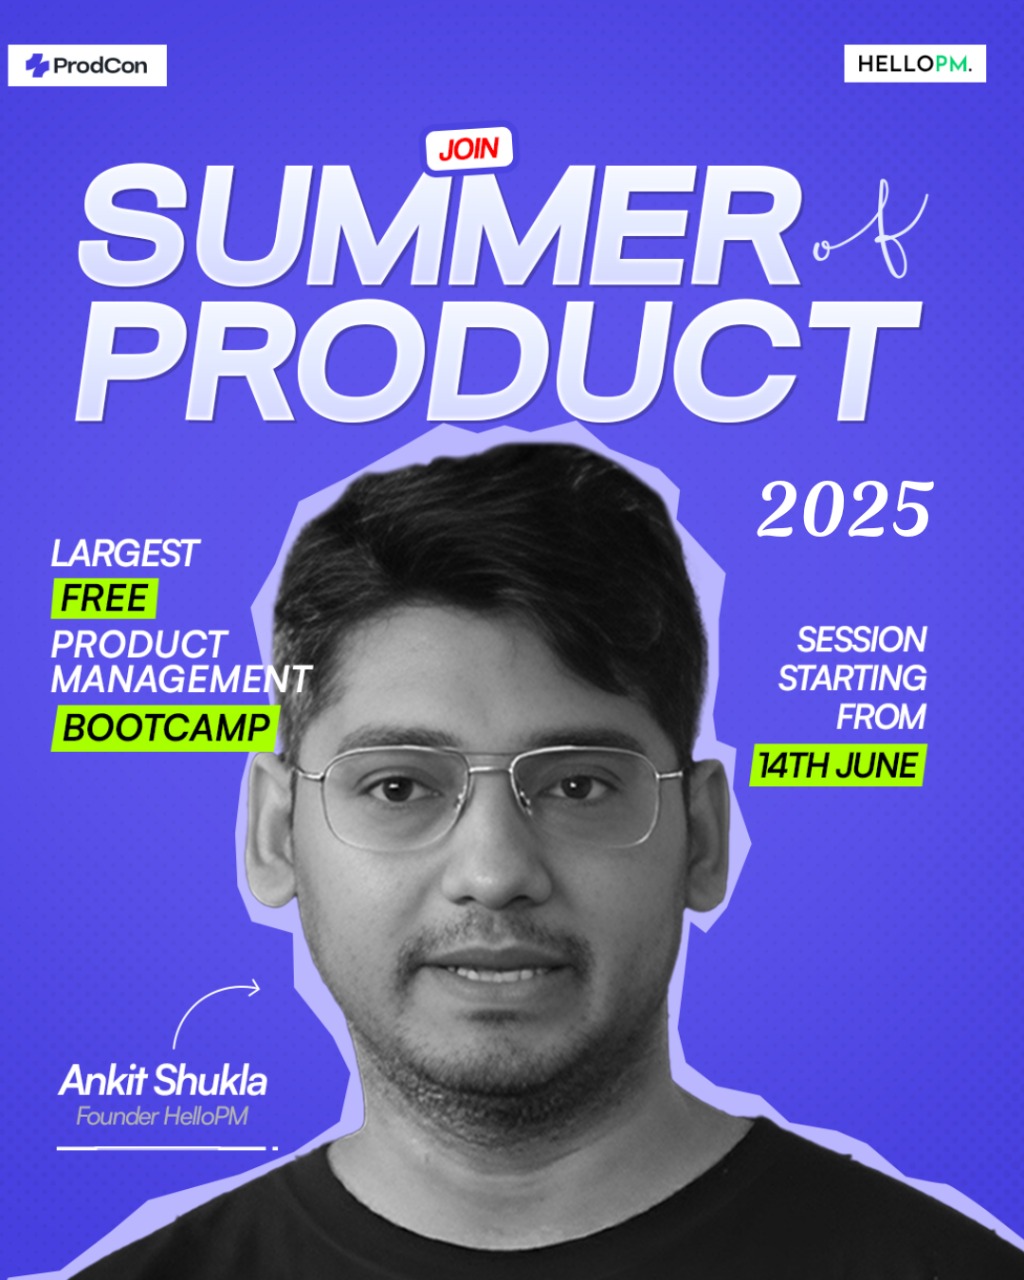 ProdCon
HELLOPM.
JOIN
SUMMER of
PRODUCT
2025
LARGEST
FREE
PRODUCT
MANAGEMENT
BOOTCAMP
SESSION
STARTING
FROM
14TH JUNE
Ankit Shukla
Founder HelloPM